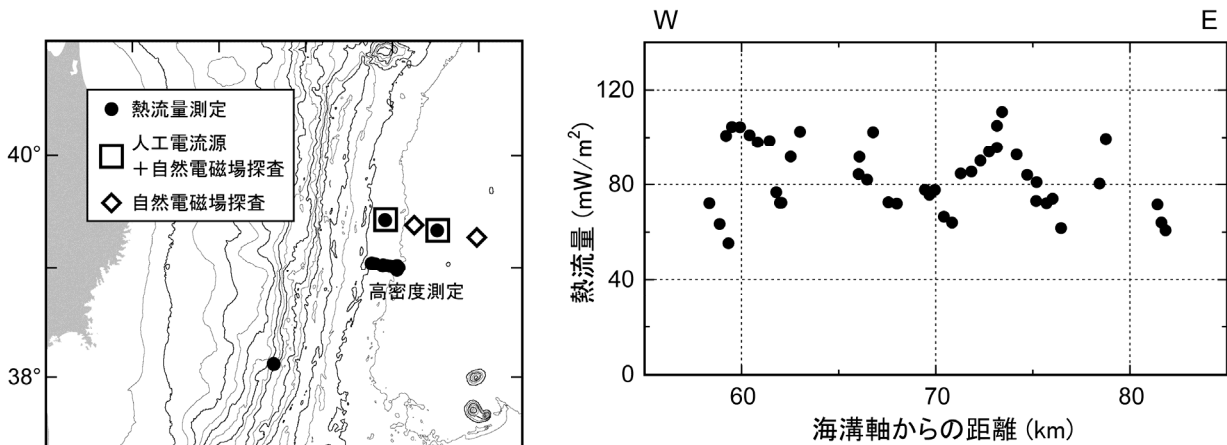 40°
38°
熱流量測定
人工電流源
＋自然電磁場探査
自然電磁場探査
高密度測定
W
E
120
80
40
0
熱流量 (mW/m²)
60
70
80
海溝軸からの距離 (km)